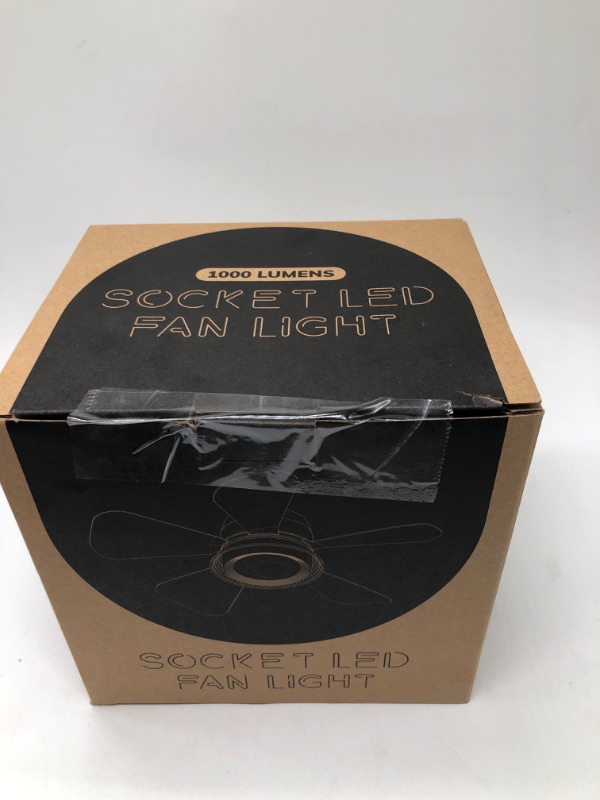 1000 LUMENS
SOCKET LED
FAN LIGHT
SOCKET LED
FAN LIGHT